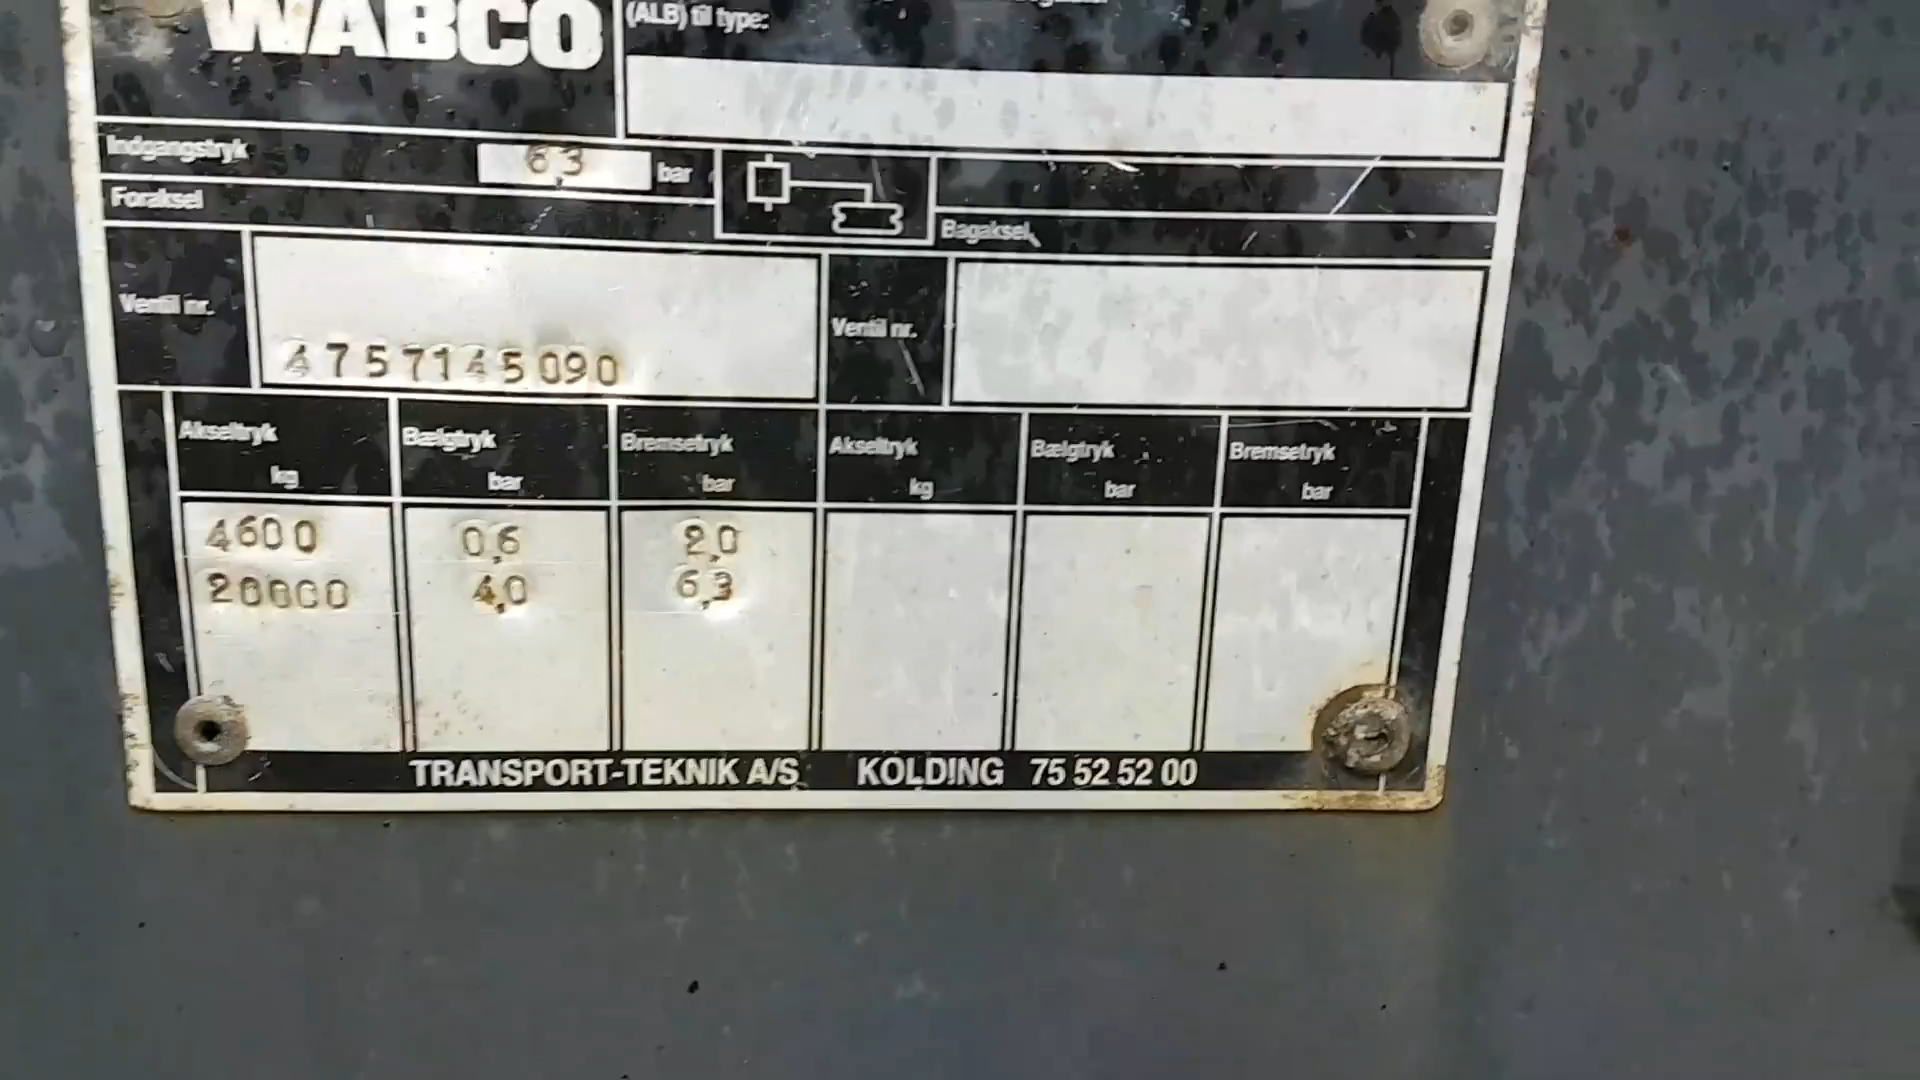 WABCO
(ALB) til type:
Indgangstryk 6,3 bar
Foraksel
Bagaksel
Ventil nr. 4757145090
Ventil nr.
Akseltryk kg Bælgtryk bar Bremsetryk bar Akseltryk kg Bælgtryk bar Bremsetryk bar
4600 0,6 2,0
20000 4,0 6,3
TRANSPORT-TEKNIK A/S KOLDING 75 52 52 00